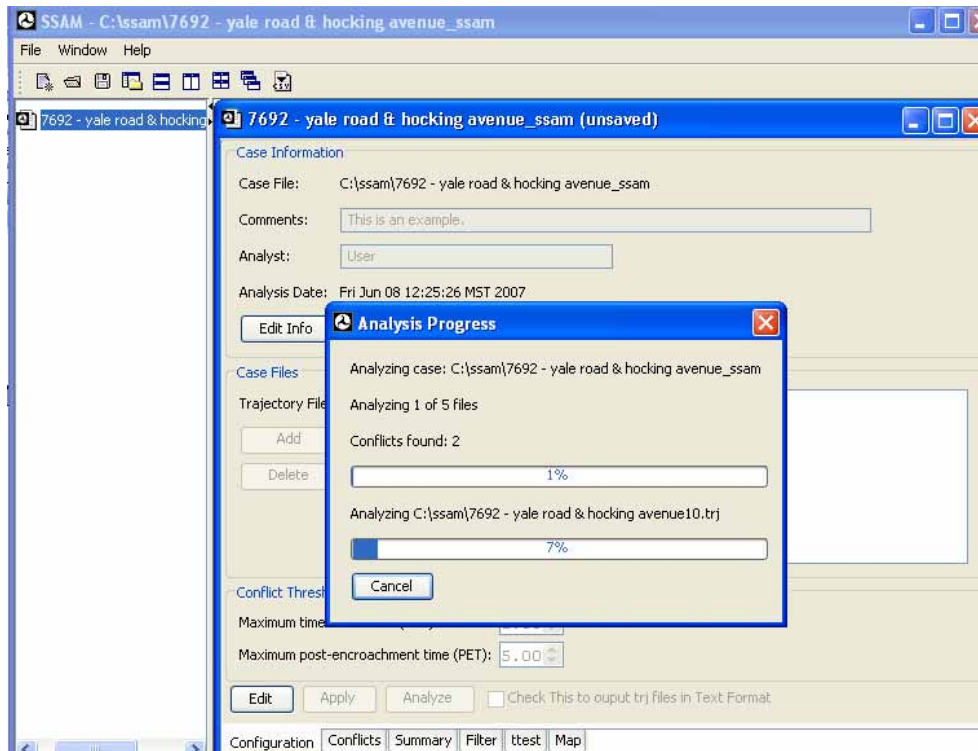 SSAM - C:\ssam\7692 - yale road & hocking avenue_ssam
File Window Help
csv
7692 - yale road & hocking
7692 - yale road & hocking avenue_ssam (unsaved)
Case Information
Case File: C:\ssam\7692 - yale road & hocking avenue_ssam
Comments: This is an example.
Analyst: User
Analysis Date: Fri Jun 08 12:25:26 MST 2007
Edit Info
Analysis Progress
Analyzing case: C:\ssam\7692 - yale road & hocking avenue_ssam
Analyzing 1 of 5 files
Conflicts found: 2
1%
Analyzing C:\ssam\7692 - yale road & hocking avenue10.trj
7%
Cancel
Case Files
Trajectory File
Add
Delete
Conflict Thresh
Maximum time
Maximum post-encroachment time (PET): 5.00
Edit Apply Analyze Check This to ouput trj files in Text Format
Configuration Conflicts Summary Filter ttest Map